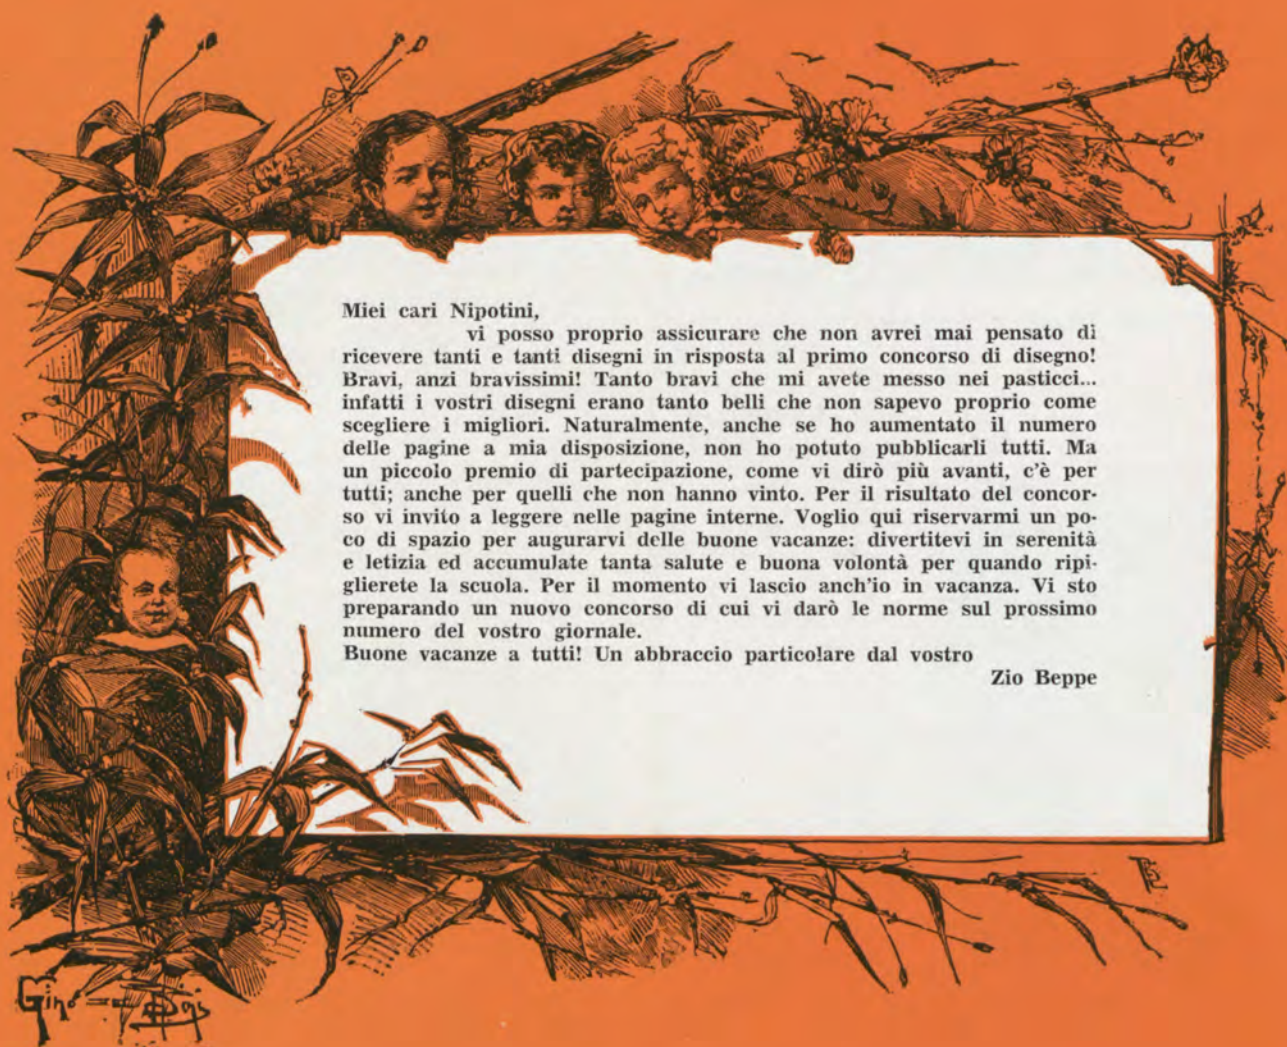 Miei cari Nipotini,
vi posso proprio assicurare che non avrei mai pensato di
ricevere tanti e tanti disegni in risposta al primo concorso di disegno!
Bravi, anzi bravissimi! Tanto bravi che mi avete messo nei pasticci...
infatti i vostri disegni erano tanto belli che non sapevo proprio come
scegliere i migliori. Naturalmente, anche se ho aumentato il numero
delle pagine a mia disposizione, non ho potuto pubblicarli tutti. Ma
un piccolo premio di partecipazione, come vi dirò più avanti, c'è per
tutti; anche per quelli che non hanno vinto. Per il risultato del concor-
so vi invito a leggere nelle pagine interne. Voglio qui riservarmi un po-
co di spazio per augurarvi delle buone vacanze: divertitevi in serenità
e letizia ed accumulate tanta salute e buona volontà per quando ripi-
glierete la scuola. Per il momento vi lascio anch'io in vacanza. Vi sto
preparando un nuovo concorso di cui vi darò le norme sul prossimo
numero del vostro giornale.
Buone vacanze a tutti! Un abbraccio particolare dal vostro
Zio Beppe
Gino